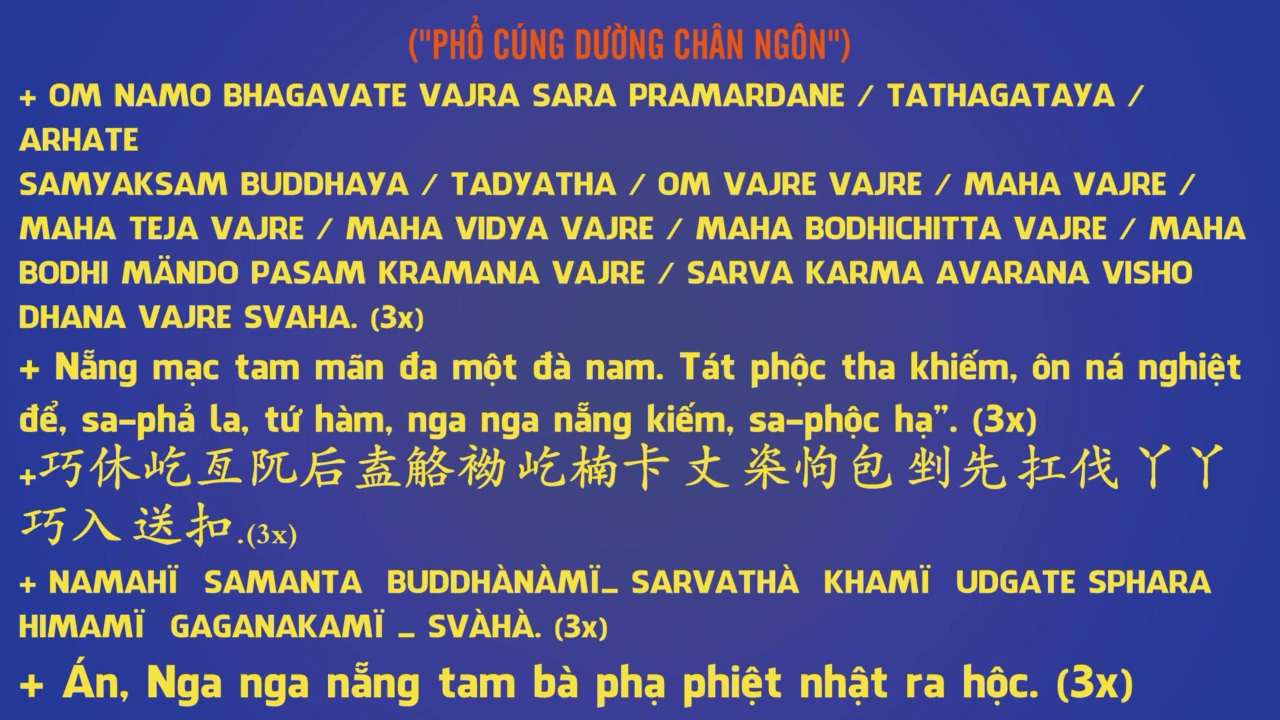 ("PHỔ CÚNG DƯỜNG CHÂN NGÔN")
+ OM NAMO BHAGAVATE VAJRA SARA PRAMARDANE / TATHAGATAYA /
ARHATE
SAMYAKSAM BUDDHAYA / TADYATHA / OM VAJRE VAJRE / MAHA VAJRE /
MAHA TEJA VAJRE / MAHA VIDYA VAJRE / MAHA BODHICHITTA VAJRE / MAHA
BODHI MÄNDO PASAM KRAMANA VAJRE / SARVA KARMA AVARANA VISHO
DHANA VAJRE SVAHA. (3x)
+ Nẵng mạc tam mãn đa một đà nam. Tát phộc tha khiếm, ôn ná nghiệt
để, sa-phả la, tứ hàm, nga nga nẵng kiếm, sa-phộc hạ”. (3x)
+巧休屹亙阢后盍觡袎屹楠卡丈栥怐包剉先扛伐丫丫
巧入送扣.(3x)
+ NAMAHÏ SAMANTA BUDDHÀNÀMÏ_ SARVATHÀ KHAMÏ UDGATE SPHARA
HIMAMÏ GAGANAKAMÏ _ SVÀHÀ. (3x)
+ Án, Nga nga nẵng tam bà phạ phiệt nhật ra hộc. (3x)